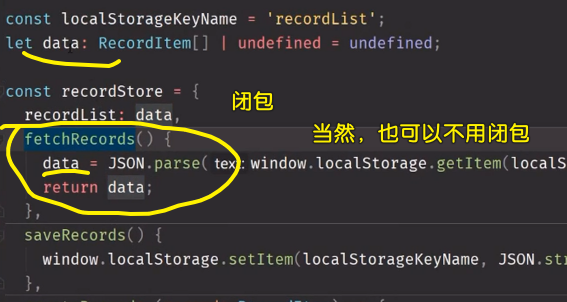 const localStorageKeyName = 'recordList';
let data: RecordItem[] | undefined = undefined;
const recordStore = {
闭包
recordList: data,
当然，也可以不用闭包
fetchRecords() {
data = JSON.parse( text: window.localStorage.getItem(localS
return data;
},
saveRecords() {
window.localStorage.setItem(localStorageKeyName, JSON.str
},